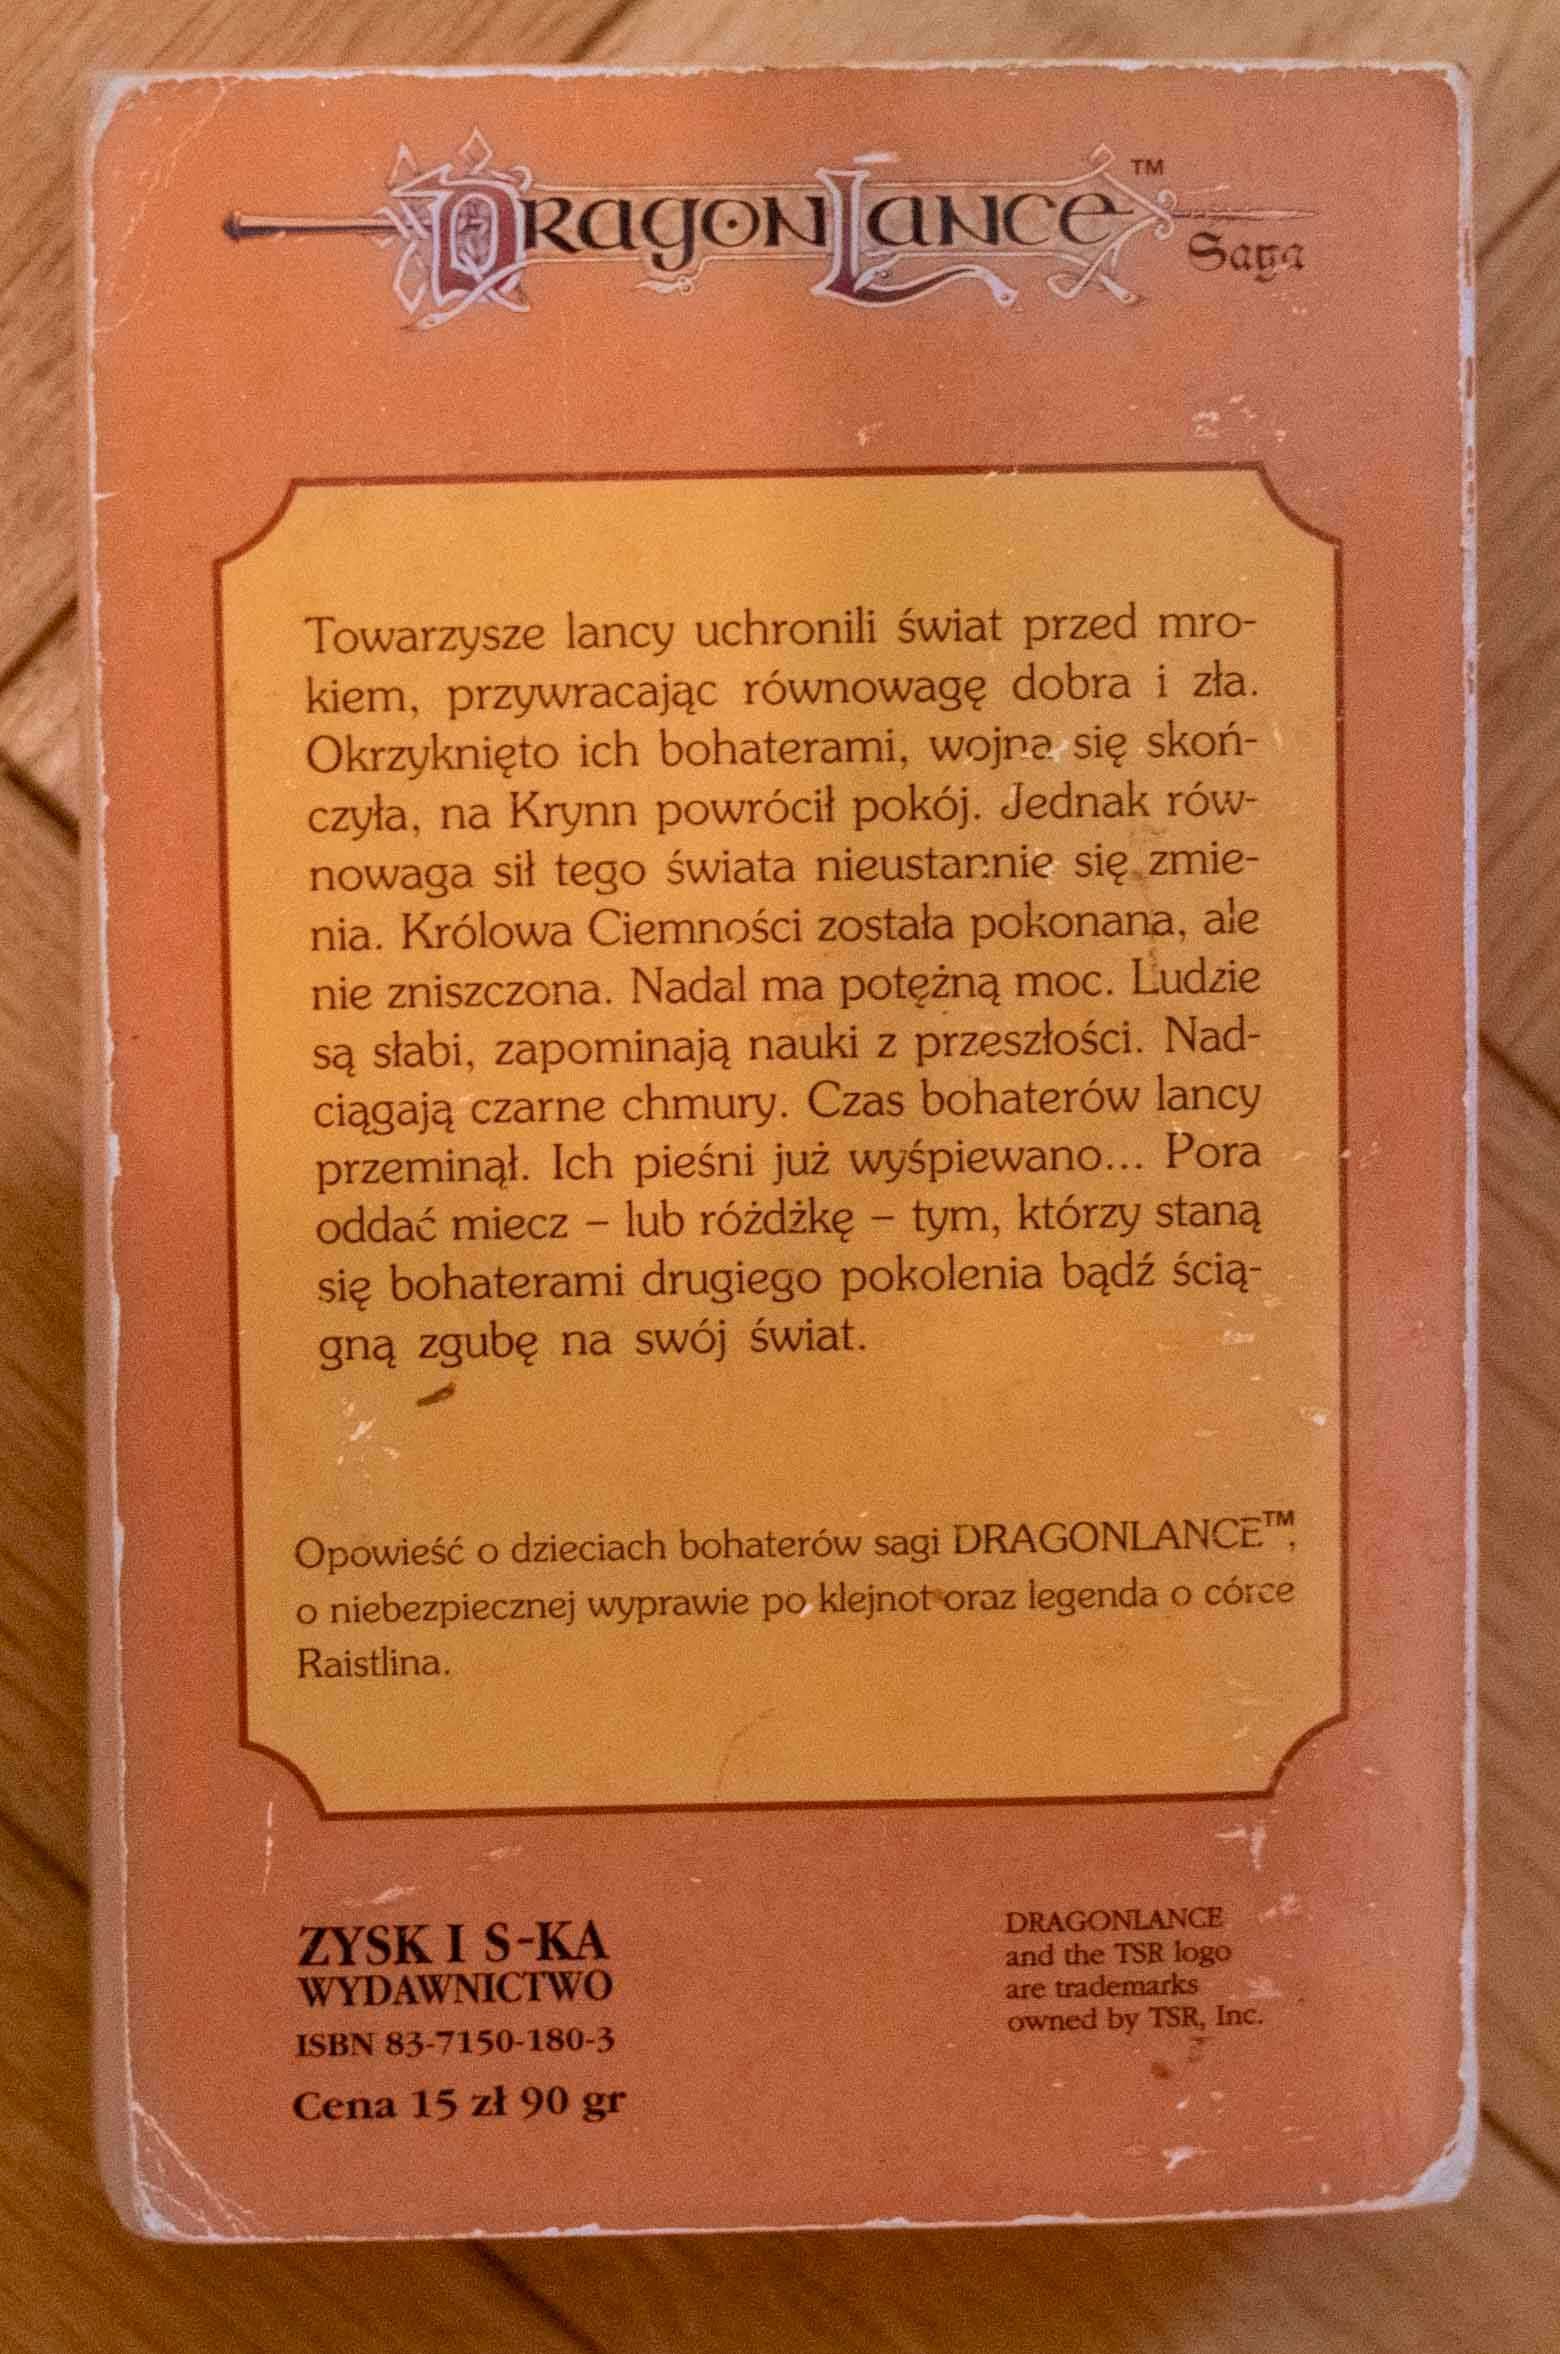 DRAGONLANCE™
Saga
Towarzysze lancy uchronili świat przed mro-
kiem, przywracając równowagę dobra i zła.
Okrzyknięto ich bohaterami, wojna się skoń-
czyła, na Krynn powrócił pokój. Jednak rów-
nowaga sił tego świata nieustannie się zmie-
nia. Królowa Ciemności została pokonana, ale
nie zniszczona. Nadal ma potężną moc. Ludzie
są słabi, zapominają nauki z przeszłości. Nad-
ciągają czarne chmury. Czas bohaterów lancy
przeminął. Ich pieśni już wyśpiewano... Pora
oddać miecz – lub różdżkę – tym, którzy staną
się bohaterami drugiego pokolenia bądź ścią-
gną zgubę na swój świat.
Opowieść o dzieciach bohaterów sagi DRAGONLANCE™,
o niebezpiecznej wyprawie po klejnot oraz legenda o córce
Raistlina.
ZYSK I S-KA
WYDAWNICTWO
ISBN 83-7150-180-3
Cena 15 zł 90 gr
DRAGONLANCE
and the TSR logo
are trademarks
owned by TSR, Inc.